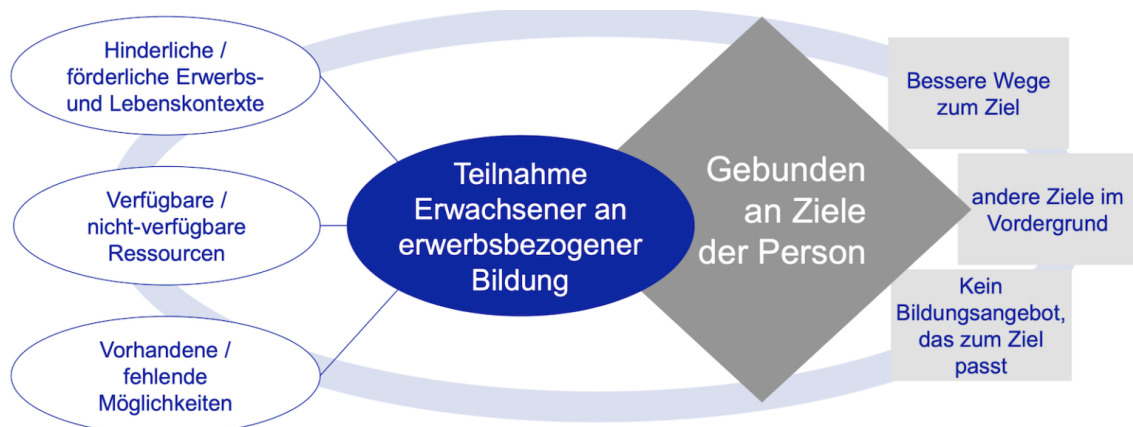 Hinderliche /
förderliche Erwerbs-
und Lebenskontexte
Verfügbare /
nicht-verfügbare
Ressourcen
Vorhandene /
fehlende
Möglichkeiten
Teilnahme
Erwachsener an
erwerbsbezogener
Bildung
Gebunden
an Ziele
der Person
Bessere Wege
zum Ziel
andere Ziele im
Vordergrund
Kein
Bildungsangebot,
das zum Ziel
passt